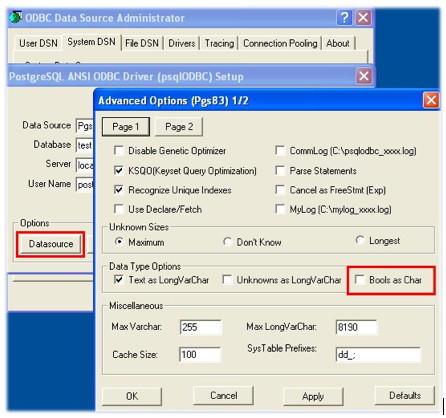 ODBC Data Source Administrator
User DSN System DSN File DSN Drivers Tracing Connection Pooling About
PostgreSQL ANSI ODBC Driver (psqlODBC) Setup
Advanced Options (Pgs83) 1/2
Data Source Pgs
Database test
Server loca
User Name pos
Options
Datasource
Page 1 Page 2
Disable Genetic Optimizer CommLog (C:\psqlodbc_xxxx.log)
KSQO(Keyset Query Optimization) Parse Statements
Recognize Unique Indexes Cancel as FreeStmt (Exp)
Use Declare/Fetch MyLog (C:\mylog_xxxx.log)
Unknown Sizes
Maximum Don't Know Longest
Data Type Options
Text as LongVarChar Unknowns as LongVarChar Bools as Char
Miscellaneous
Max Varchar: 255 Max LongVarChar: 8190
Cache Size: 100 SysTable Prefixes: dd_;
OK Cancel Apply Defaults